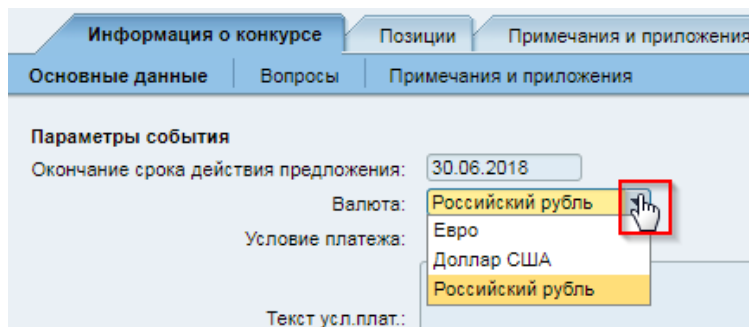 Информация о конкурсе Позиции Примечания и приложения
Основные данные Вопросы Примечания и приложения
Параметры события
Окончание срока действия предложения: 30.06.2018
Валюта: Российский рубль
Евро
Условие платежа:
Доллар США
Российский рубль
Текст усл.плат.: